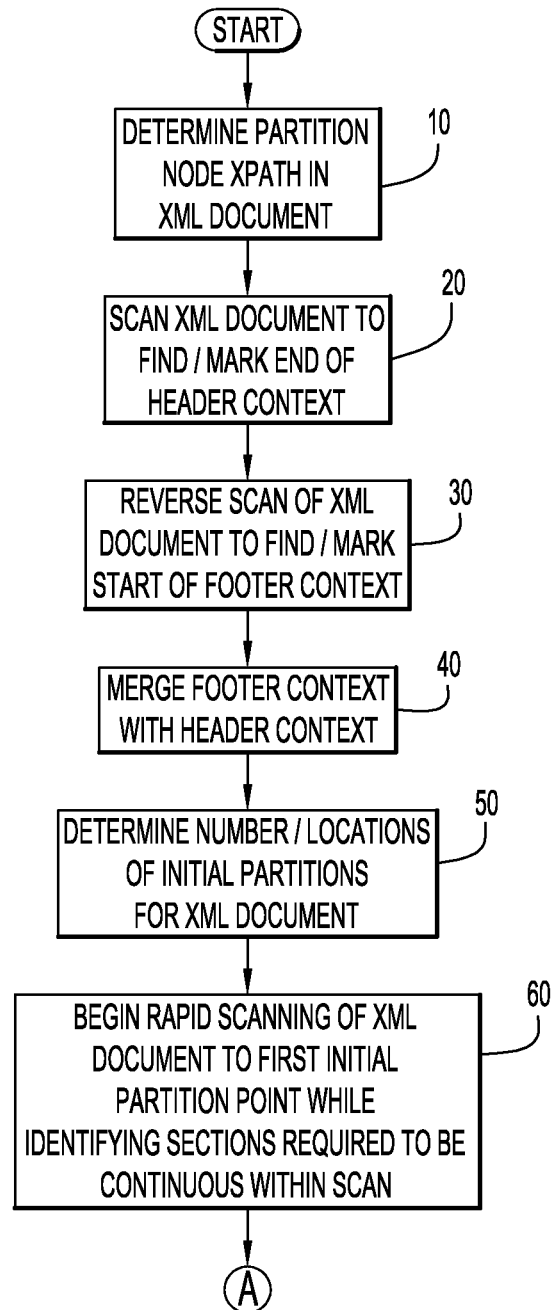 START
DETERMINE PARTITION
NODE XPATH IN
XML DOCUMENT
10
SCAN XML DOCUMENT TO
FIND / MARK END OF
HEADER CONTEXT
20
REVERSE SCAN OF XML
DOCUMENT TO FIND / MARK
START OF FOOTER CONTEXT
30
MERGE FOOTER CONTEXT
WITH HEADER CONTEXT
40
DETERMINE NUMBER / LOCATIONS
OF INITIAL PARTITIONS
FOR XML DOCUMENT
50
BEGIN RAPID SCANNING OF XML
DOCUMENT TO FIRST INITIAL
PARTITION POINT WHILE
IDENTIFYING SECTIONS REQUIRED TO BE
CONTINUOUS WITHIN SCAN
60
A